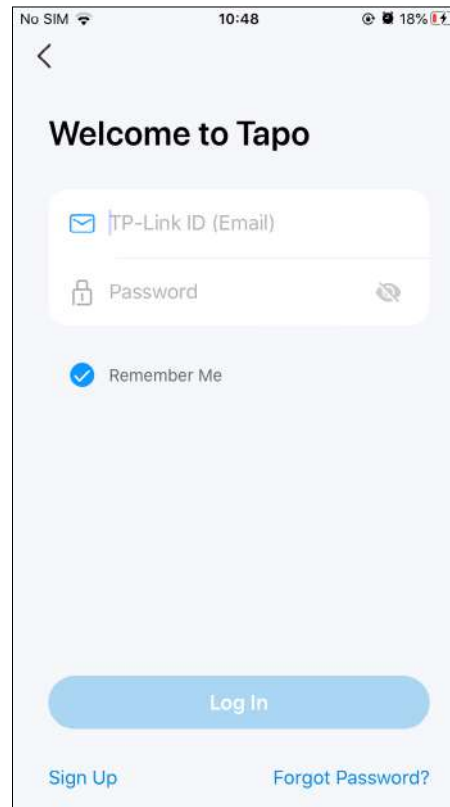 No SIM 10:48 18%
Welcome to Tapo
TP-Link ID (Email)
Password
Remember Me
Log In
Sign Up Forgot Password?